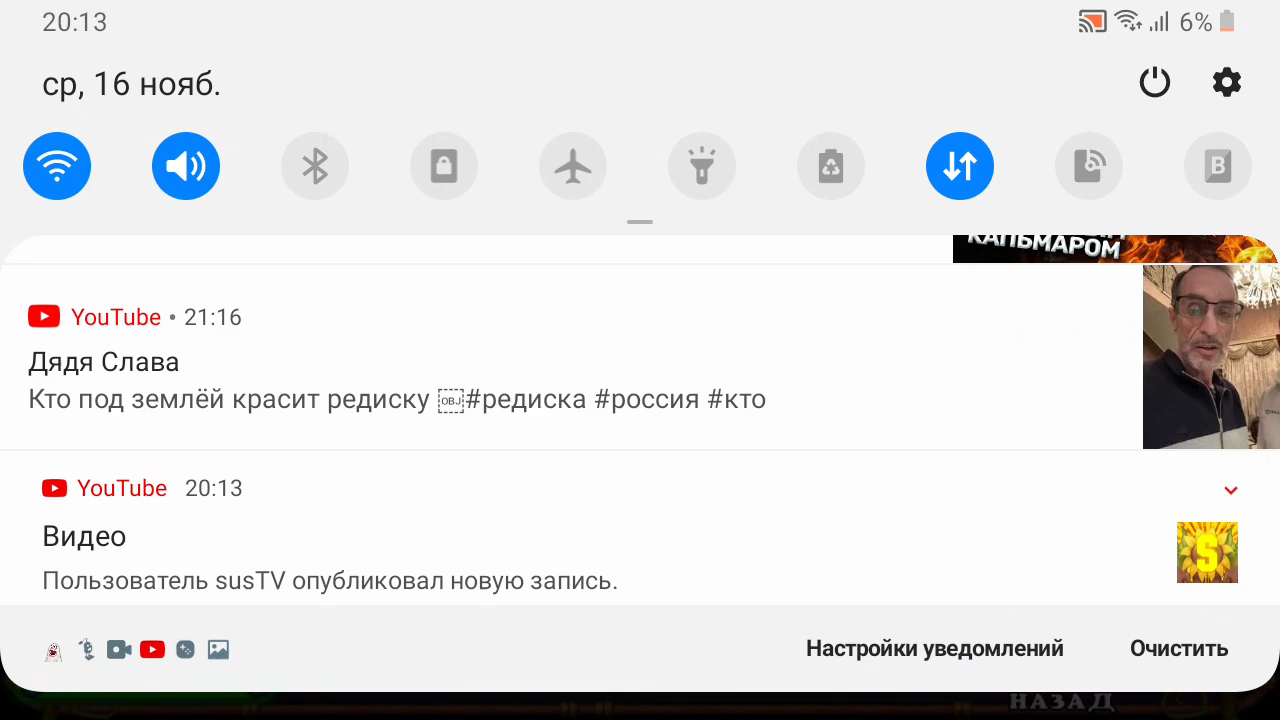 20:13
6%
ср, 16 нояб.
B
КАЛЬМАРОМ
YouTube • 21:16
Дядя Слава
Кто под землёй красит редиску ￼#редиска #россия #кто
YouTube 20:13
Видео
S
Пользователь susTV опубликовал новую запись.
Настройки уведомлений
Очистить
НАЗАД